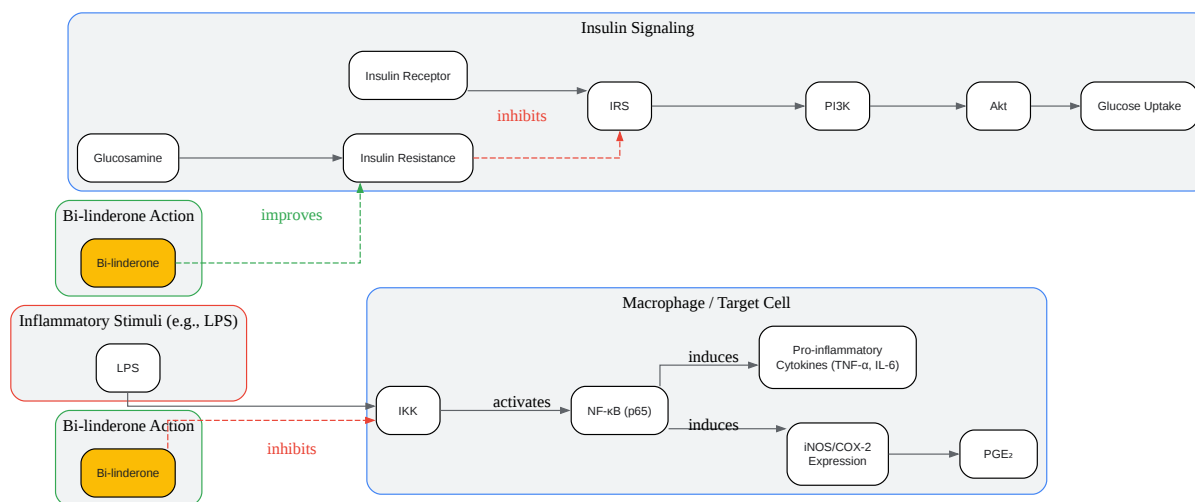 Insulin Signaling
Insulin Receptor
inhibits
IRS
PI3K
Akt
Glucose Uptake
Glucosamine
Insulin Resistance
Bi-linderone Action
improves
Bi-linderone
Inflammatory Stimuli (e.g., LPS)
LPS
Macrophage / Target Cell
induces
Pro-inflammatory
Cytokines (TNF-α, IL-6)
IKK
activates
NF-κB (p65)
induces
iNOS/COX-2
Expression
PGE₂
Bi-linderone Action
inhibits
Bi-linderone